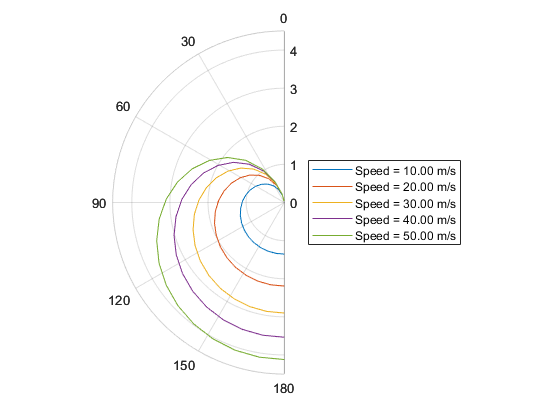 0
30
4
60
3
2
1
Speed = 10.00 m/s
Speed = 20.00 m/s
90
0
Speed = 30.00 m/s
Speed = 40.00 m/s
Speed = 50.00 m/s
120
150
180